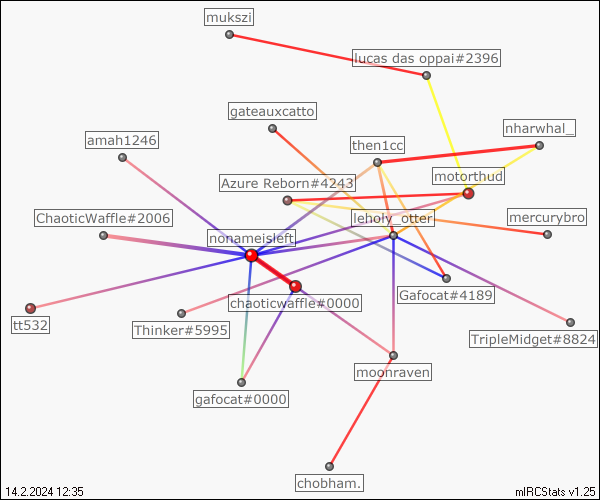 mukszi
lucas das oppai#2396
gateauxcatto
nharwhal_
amah1246
then1cc
motorthud
Azure Reborn#4243
ChaoticWaffle#2006
leholy_otter
mercurybro
nonameisleft
chaoticwaffle#0000
Gafocat#4189
tt532
Thinker#5995
TripleMidget#8824
moonraven
gafocat#0000
chobham.
14.2.2024 12:35
mIRCStats v1.25